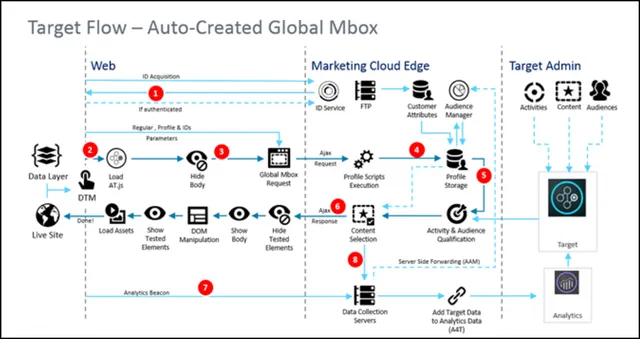 Target Flow – Auto-Created Global Mbox
Web
Marketing Cloud Edge
Target Admin
ID Acquisition
1
If authenticated
ID Service
FTP
Customer
Attributes
Audience
Manager
Activities
Content
Audiences
Regular , Profile & IDs
Parameters
2
3
Ajax
Request
4
5
Data Layer
Load
AT.js
Hide
Body
Global Mbox
Request
Profile Scripts
Execution
Profile
Storage
DTM
6
Ajax
Response
Done!
Live Site
Load Assets
Show
Tested
Elements
DOM
Manipulation
Show
Body
Hide
Tested
Elements
Content
Selection
Activity & Audience
Qualification
Target
8
Server Side Forwarding (AAM)
7
Analytics Beacon
Data Collection
Servers
Add Target Data
to Analytics Data
(A4T)
Analytics